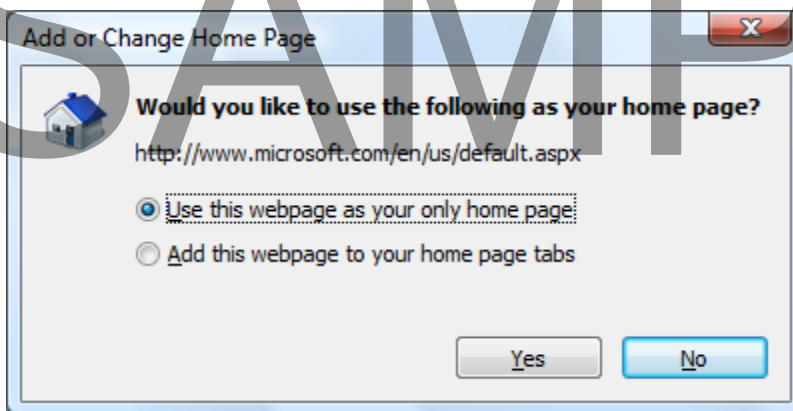 Add or Change Home Page
Would you like to use the following as your home page?
http://www.microsoft.com/en/us/default.aspx
Use this webpage as your only home page
Add this webpage to your home page tabs
Yes
No